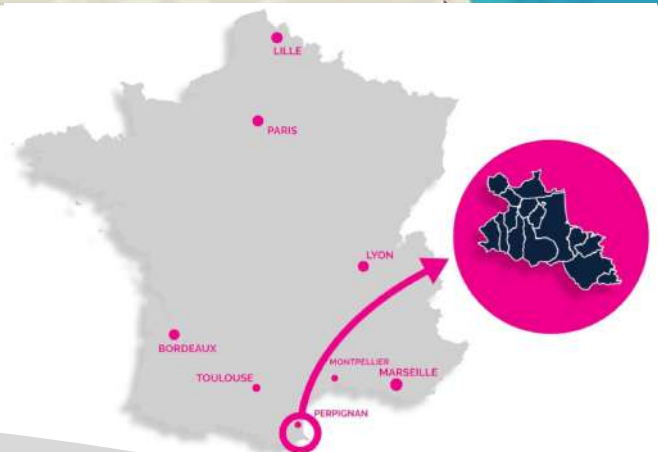 LILLE
PARIS
LYON
BORDEAUX
MONTPELLIER
TOULOUSE
MARSEILLE
PERPIGNAN